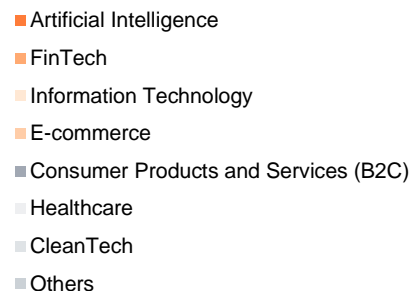 Artificial Intelligence
FinTech
Information Technology
E-commerce
Consumer Products and Services (B2C)
Healthcare
CleanTech
Others